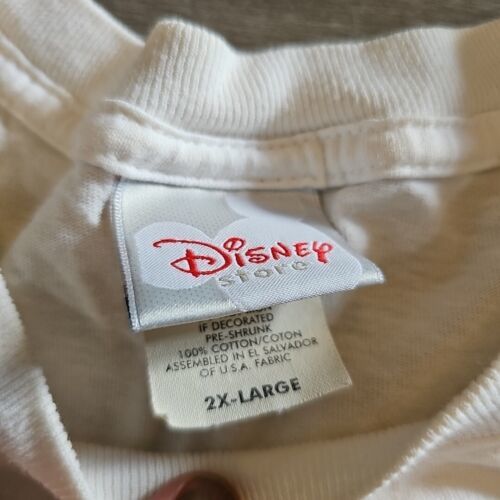 Disney
store
IF DECORATED
PRE-SHRUNK
100% COTTON/COTON
ASSEMBLED IN EL SALVADOR
OF U.S.A. FABRIC
2X-LARGE